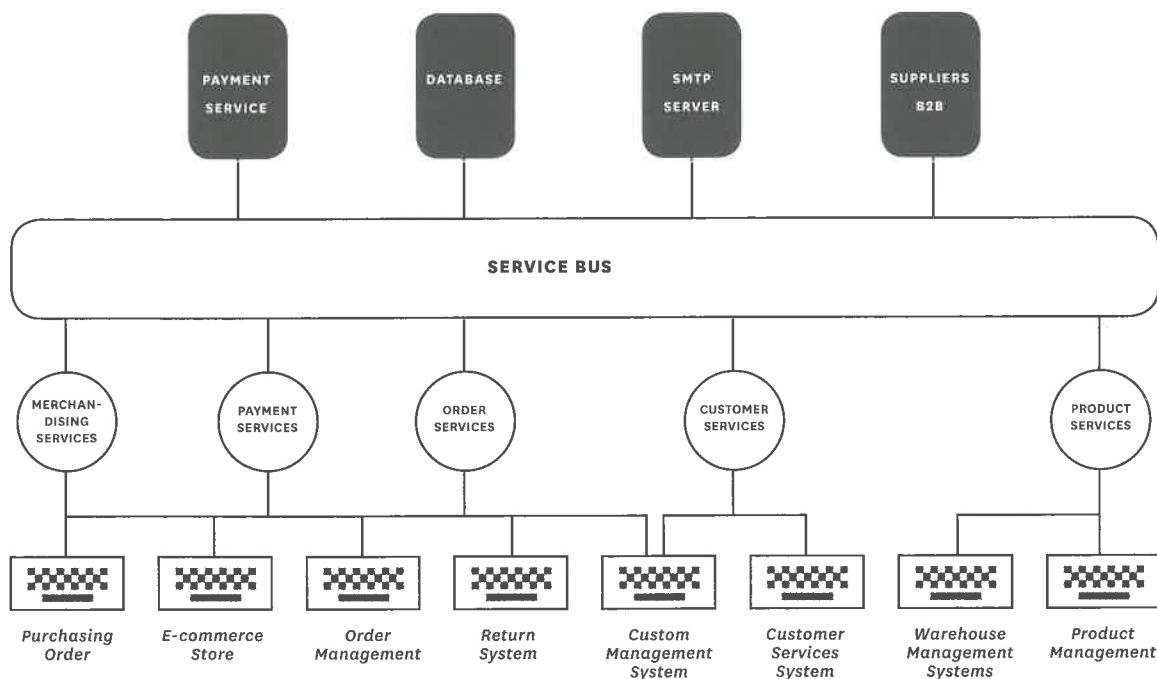 PAYMENT
SERVICE
DATABASE
SMTP
SERVER
SUPPLIERS
B2B
SERVICE BUS
MERCHAN-
DISING
SERVICES
PAYMENT
SERVICES
ORDER
SERVICES
CUSTOMER
SERVICES
PRODUCT
SERVICES
Purchasing
Order
E-commerce
Store
Order
Management
Return
System
Custom
Management
System
Customer
Services
System
Warehouse
Management
Systems
Product
Management